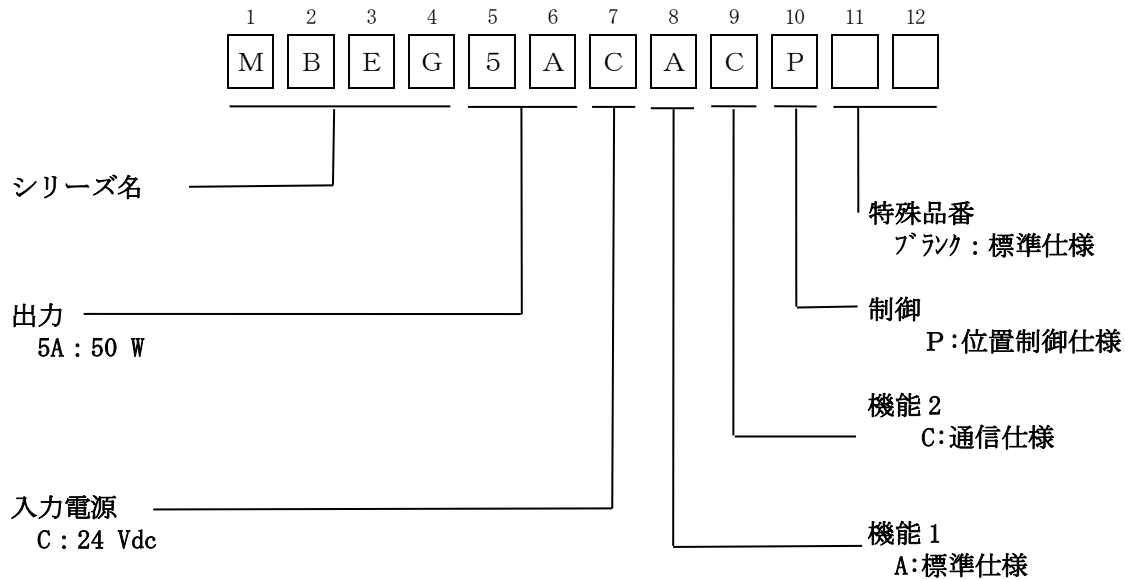 1 2 3 4 5 6 7 8 9 10 11 12
M B E G 5 A C A C P
シリーズ名
特殊品番
ﾌﾞﾗﾝｸ:標準仕様
出力
5A:50 W
制御
P:位置制御仕様
機能2
C:通信仕様
入力電源
C:24 Vdc
機能1
A:標準仕様